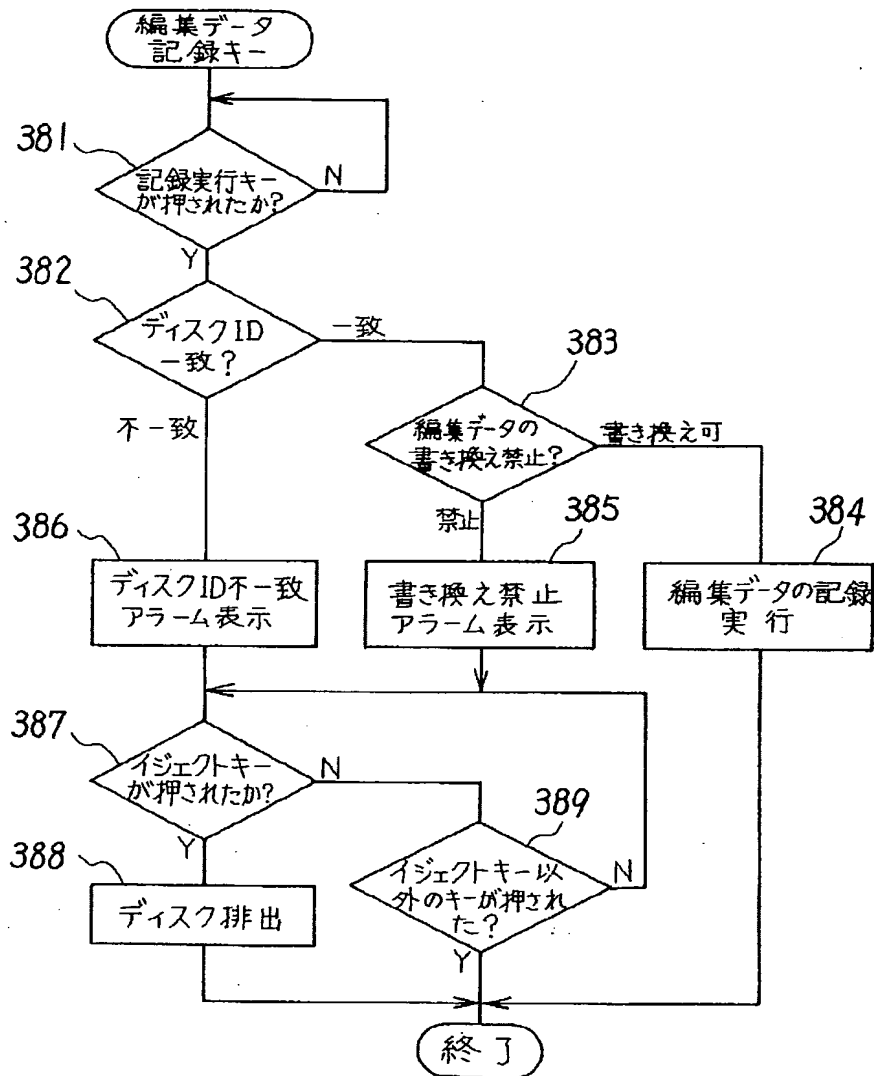 編集データ
記録キー
381
記録実行キー
が押されたか?
N
Y
382
ディスクID
一致?
一致
383
不一致
編集データの
書き換え禁止?
書き換え可
禁止
386
385
384
ディスクID不一致
アラーム表示
書き換え禁止
アラーム表示
編集データの記録
実行
387
イジェクトキー
が押されたか?
N
389
Y
388
イジェクトキー以
外のキーが押され
た?
N
ディスク排出
Y
終了